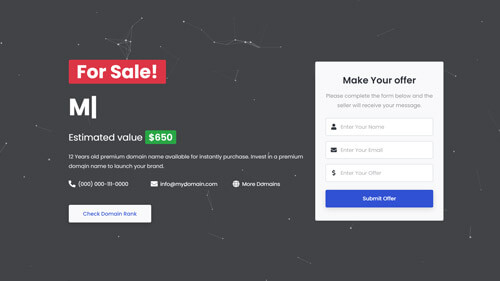 For Sale!
M|
Estimated value $650
12 Years old premium domain name available for instantly purchase. Invest in a premium
domain name to launch your brand.
(000) 000-111-0000 info@mydomain.com More Domains
Check Domain Rank
Make Your offer
Please complete the form below and the
seller will receive your message.
Enter Your Name
Enter Your Email
Enter Your Offer
Submit Offer